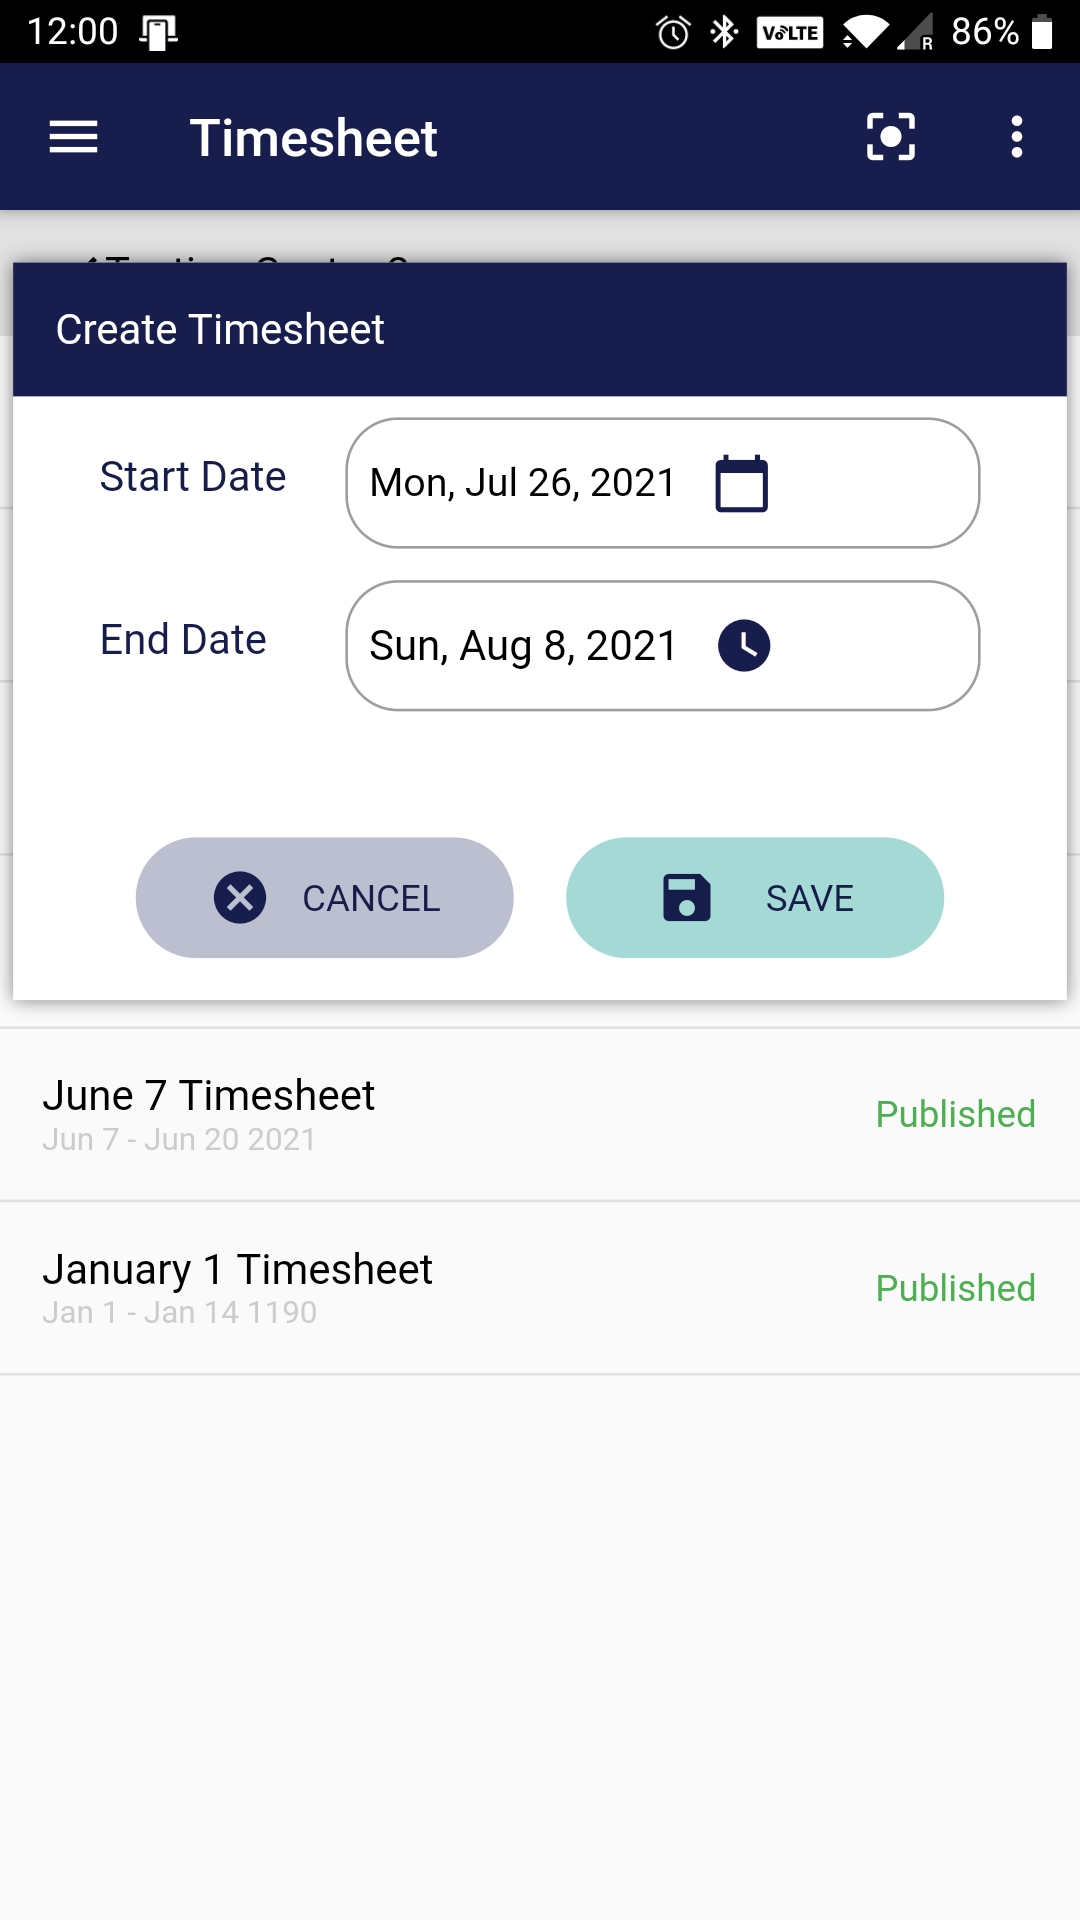 12:00 VoLTE R 86%
Timesheet
Create Timesheet
Start Date Mon, Jul 26, 2021
End Date Sun, Aug 8, 2021
CANCEL SAVE
June 7 Timesheet
Jun 7 - Jun 20 2021
Published
January 1 Timesheet
Jan 1 - Jan 14 1190
Published